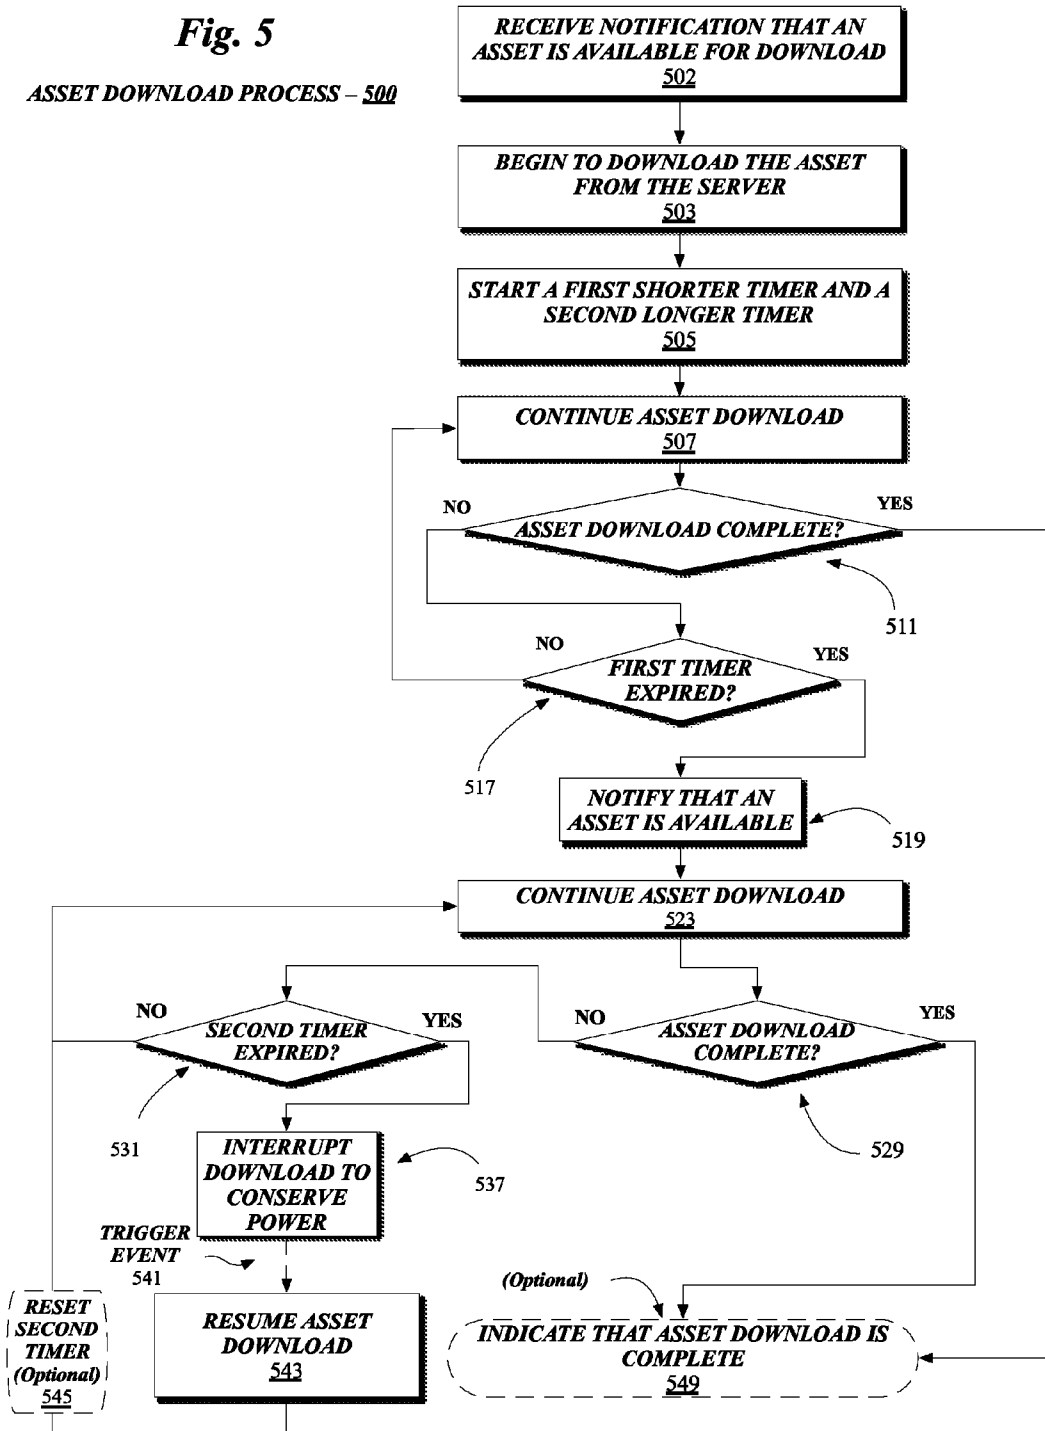 Fig. 5
ASSET DOWNLOAD PROCESS – 500
RECEIVE NOTIFICATION THAT AN
ASSET IS AVAILABLE FOR DOWNLOAD
502
BEGIN TO DOWNLOAD THE ASSET
FROM THE SERVER
503
START A FIRST SHORTER TIMER AND A
SECOND LONGER TIMER
505
CONTINUE ASSET DOWNLOAD
507
NO
YES
ASSET DOWNLOAD COMPLETE?
511
NO
YES
FIRST TIMER
EXPIRED?
517
NOTIFY THAT AN
ASSET IS AVAILABLE
519
CONTINUE ASSET DOWNLOAD
523
NO
YES
SECOND TIMER
EXPIRED?
531
NO
YES
ASSET DOWNLOAD
COMPLETE?
529
INTERRUPT
DOWNLOAD TO
CONSERVE
POWER
537
TRIGGER
EVENT
541
RESET
SECOND
TIMER
(Optional)
545
RESUME ASSET
DOWNLOAD
543
(Optional)
INDICATE THAT ASSET DOWNLOAD IS
COMPLETE
549